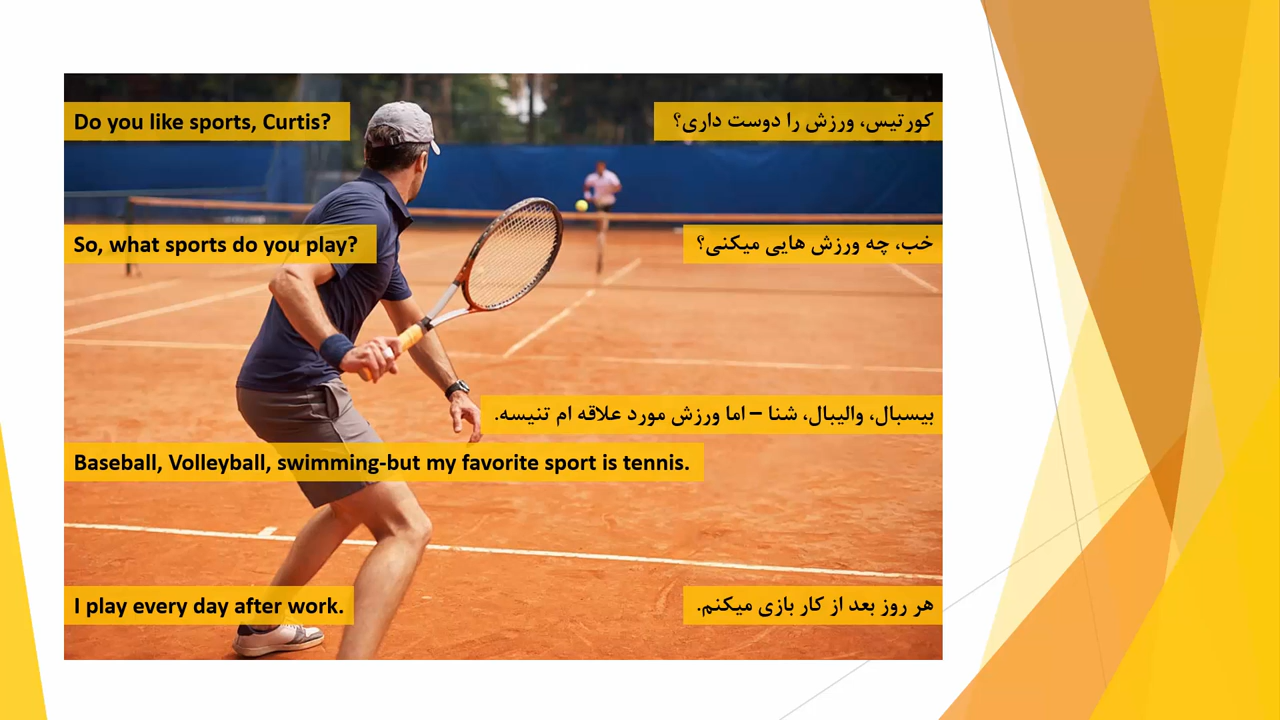 Do you like sports, Curtis?
کورتیس، ورزش را دوست داری؟
So, what sports do you play?
خب، چه ورزش هایی میکنی؟
بیسبال، والیبال، شنا – اما ورزش مورد علاقه ام تنیسه.
Baseball, Volleyball, swimming-but my favorite sport is tennis.
I play every day after work.
هر روز بعد از کار بازی میکنم.